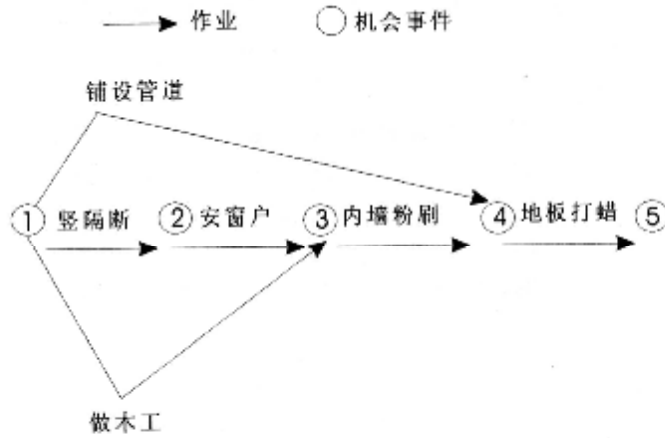 作业 ○机会事件
铺设管道
① 竖隔断 ② 安窗户 ③ 内墙粉刷 ④ 地板打蜡 ⑤
做木工